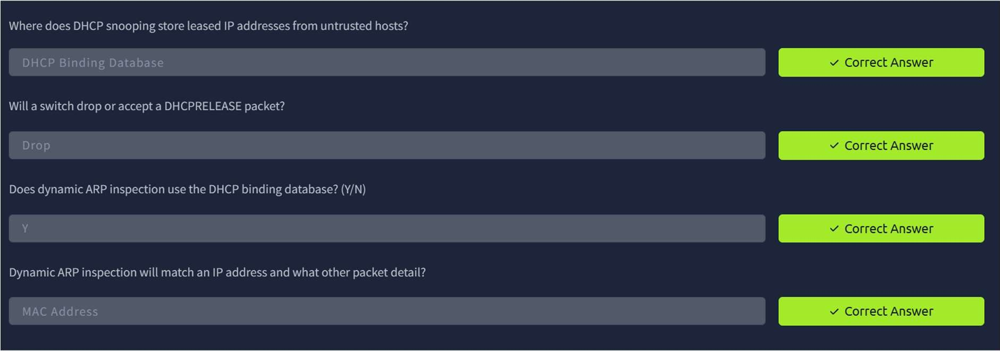 Where does DHCP snooping store leased IP addresses from untrusted hosts?
DHCP Binding Database
✓ Correct Answer
Will a switch drop or accept a DHCPRELEASE packet?
Drop
✓ Correct Answer
Does dynamic ARP inspection use the DHCP binding database? (Y/N)
Y
✓ Correct Answer
Dynamic ARP inspection will match an IP address and what other packet detail?
MAC Address
✓ Correct Answer